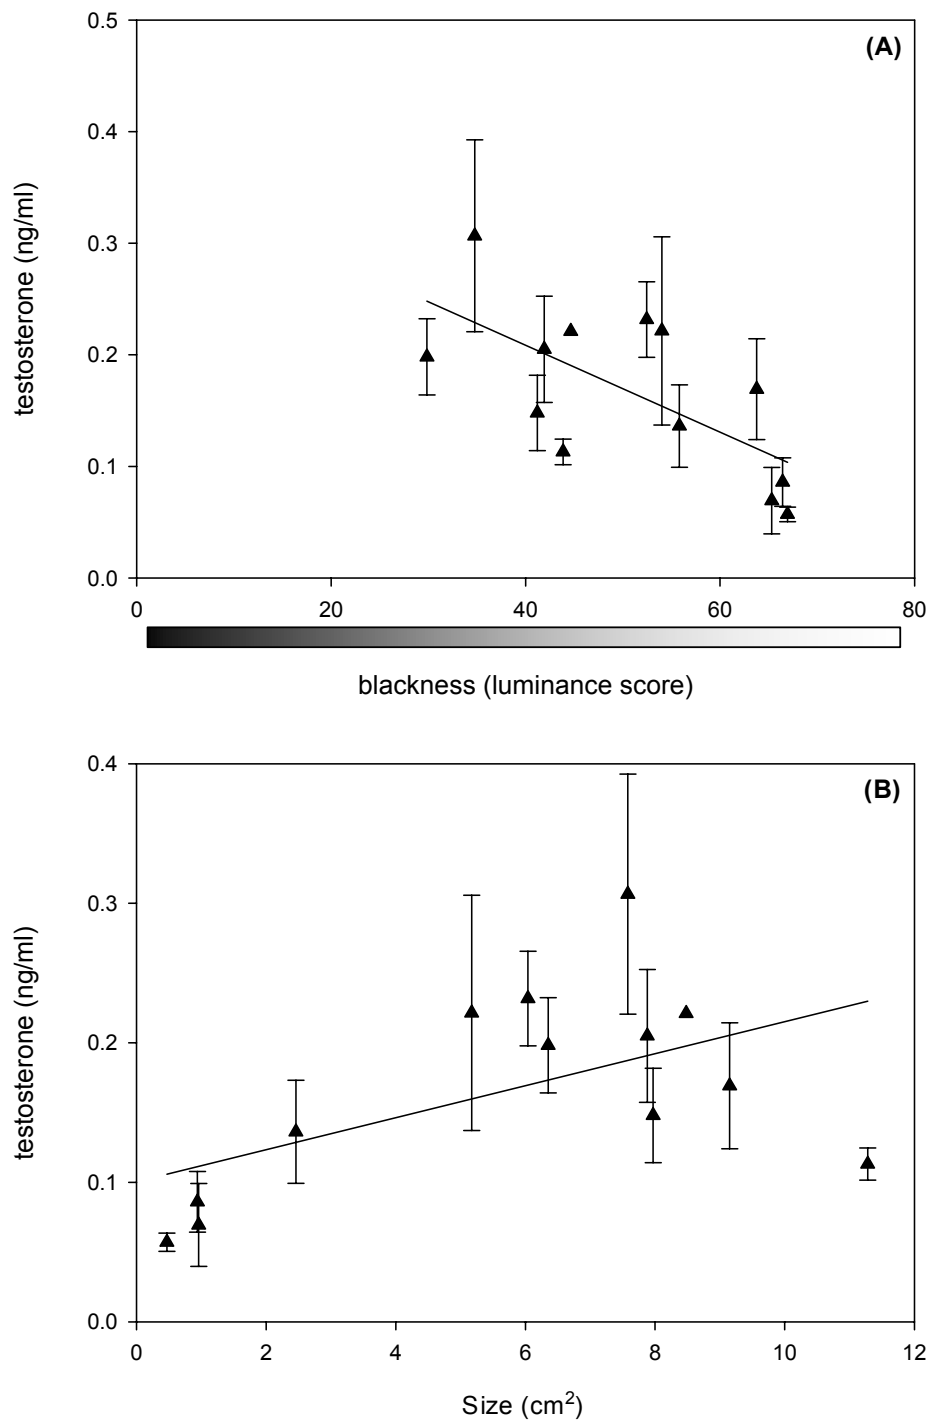 0.5
(A)
0.4
0.3
0.2
0.1
0.0
testosterone (ng/ml)
0 20 40 60 80
blackness (luminance score)
0.4
(B)
0.3
0.2
0.1
0.0
testosterone (ng/ml)
0 2 4 6 8 10 12
Size (cm²)